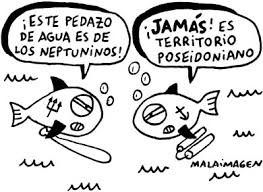 ¡ESTE PEDAZO
DE AGUA ES DE
LOS NEPTUNINOS!
¡JAMÁS! ES
TERRITORIO
POSEIDONIANO
MALAIMAGEN